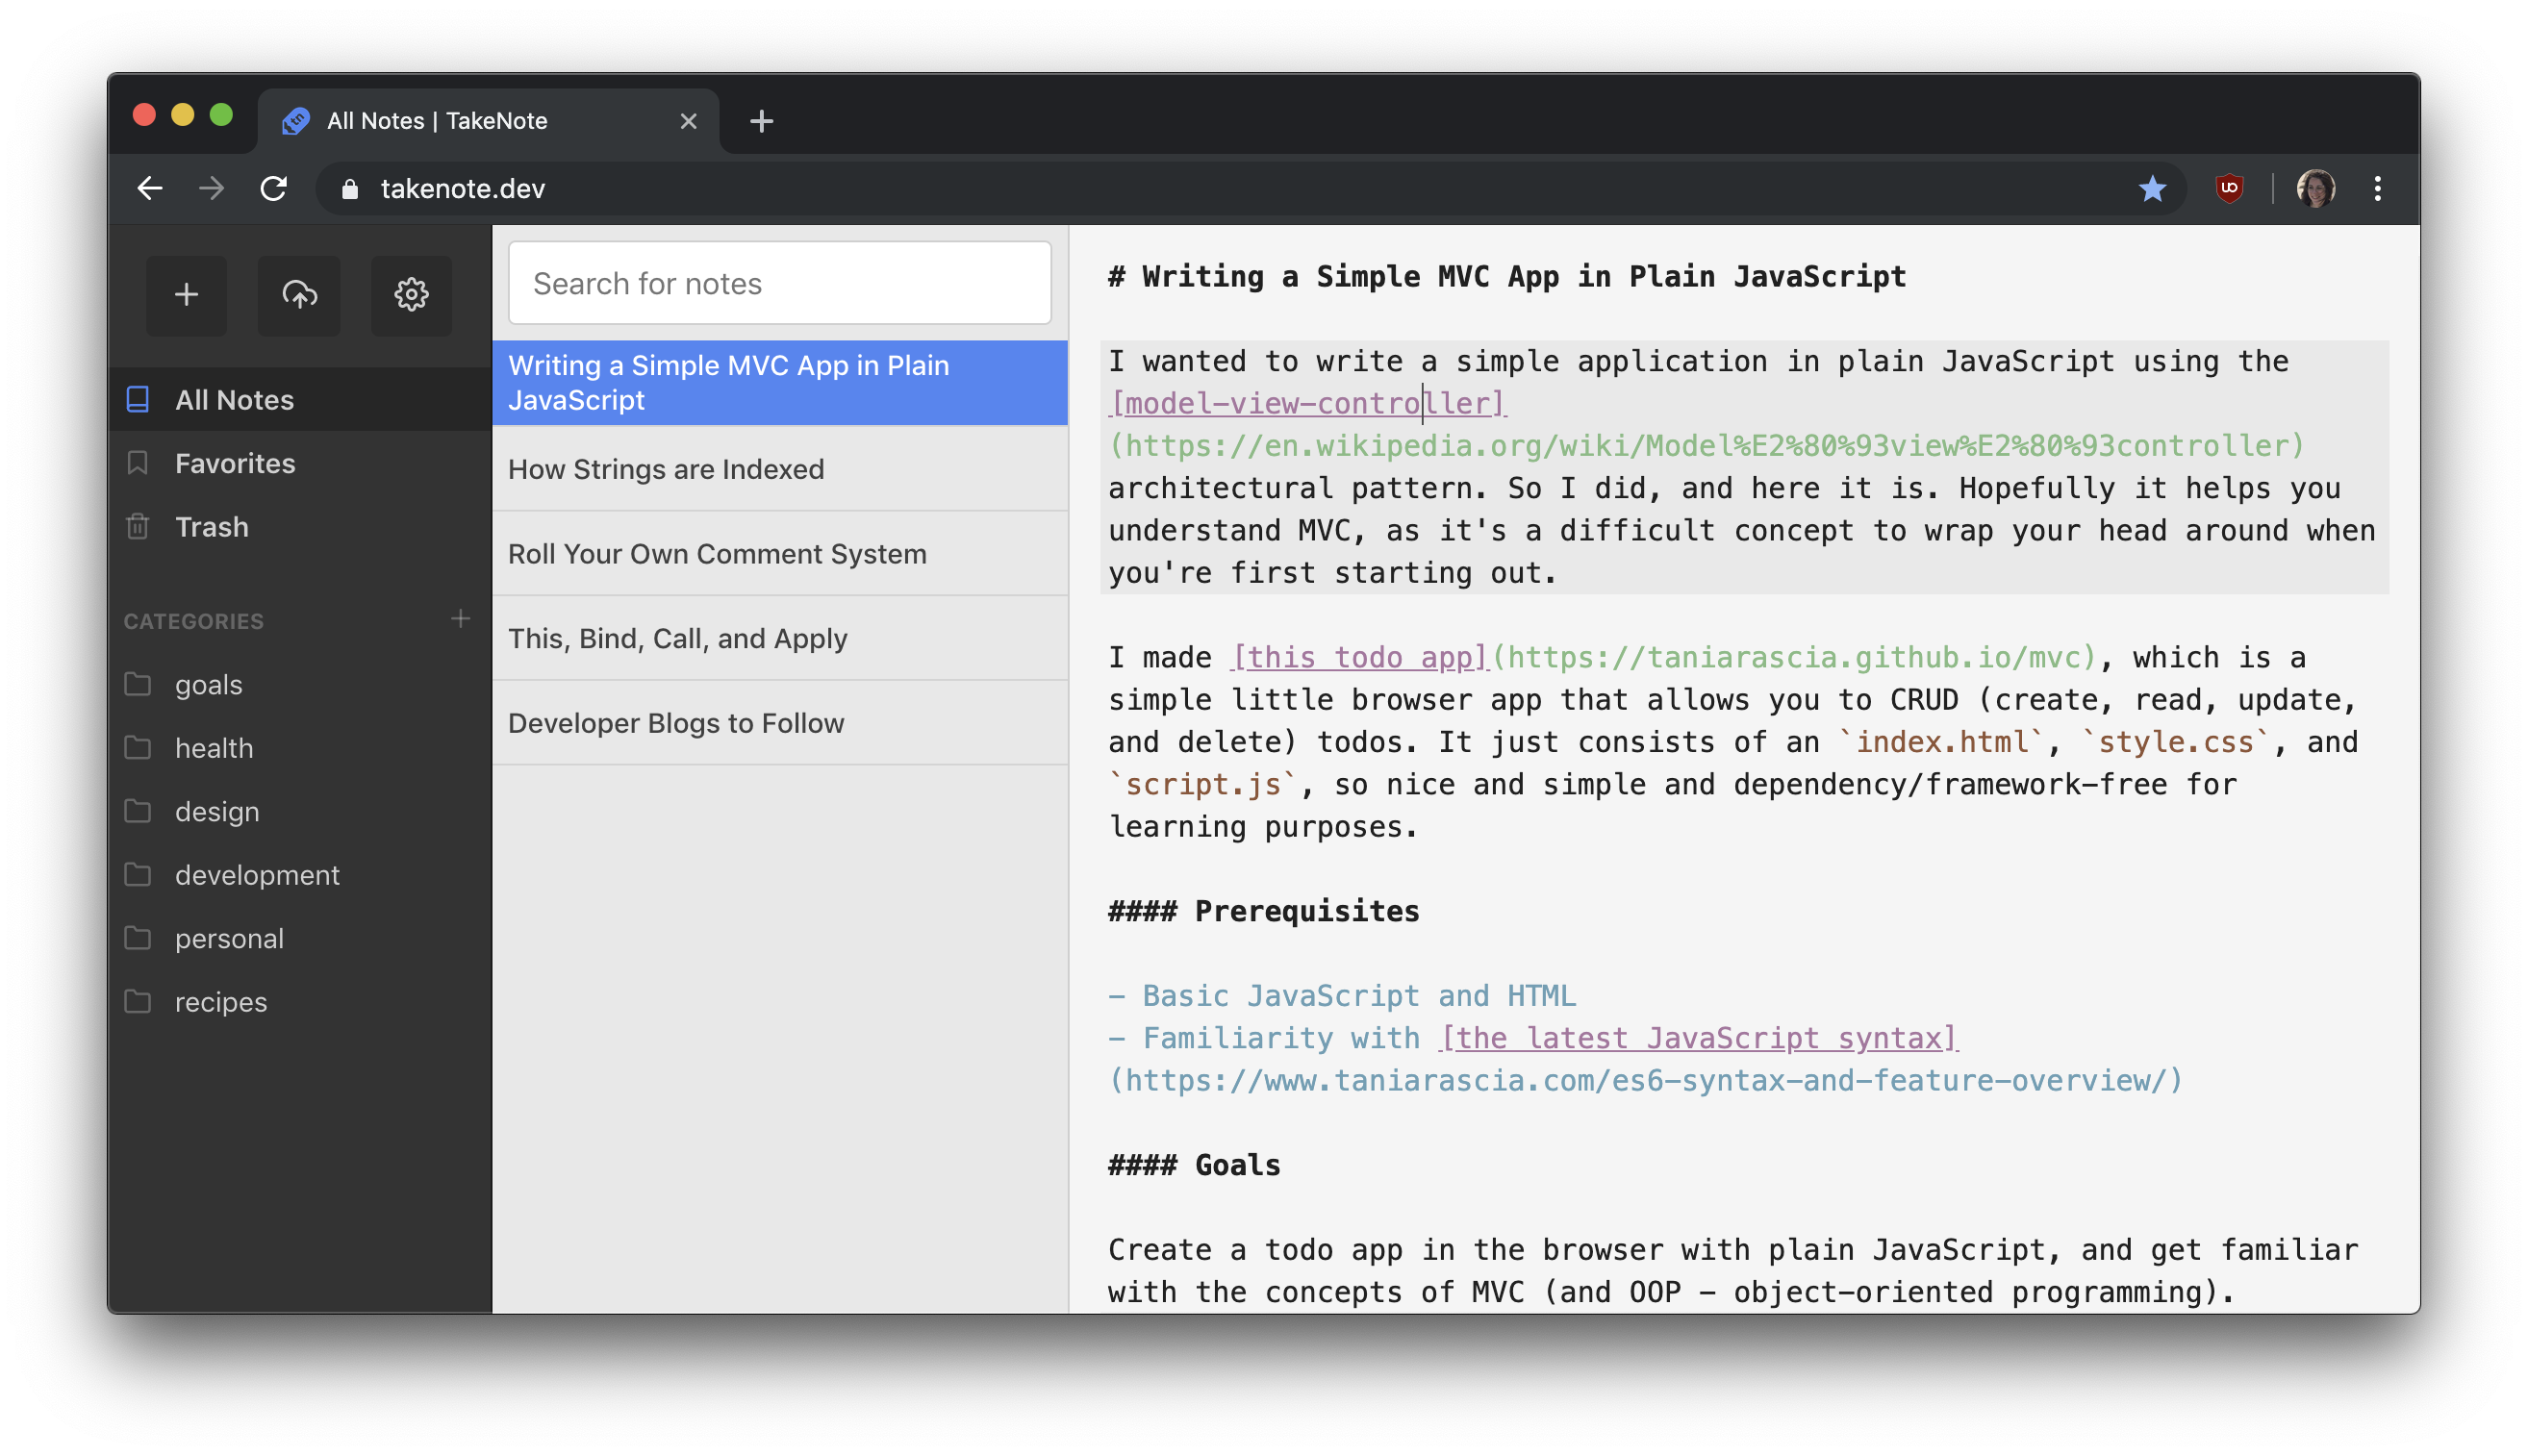 All Notes | TakeNote
takenote.dev
All Notes
Favorites
Trash
CATEGORIES
goals
health
design
development
personal
recipes
Search for notes
Writing a Simple MVC App in Plain
JavaScript
How Strings are Indexed
Roll Your Own Comment System
This, Bind, Call, and Apply
Developer Blogs to Follow
# Writing a Simple MVC App in Plain JavaScript
I wanted to write a simple application in plain JavaScript using the
[model-view-controller]
(https://en.wikipedia.org/wiki/Model%E2%80%93view%E2%80%93controller)
architectural pattern. So I did, and here it is. Hopefully it helps you
understand MVC, as it's a difficult concept to wrap your head around when
you're first starting out.
I made [this todo app](https://taniarascia.github.io/mvc), which is a
simple little browser app that allows you to CRUD (create, read, update,
and delete) todos. It just consists of an `index.html`, `style.css`, and
`script.js`, so nice and simple and dependency/framework-free for
learning purposes.
#### Prerequisites
- Basic JavaScript and HTML
- Familiarity with [the latest JavaScript syntax]
(https://www.taniarascia.com/es6-syntax-and-feature-overview/)
#### Goals
Create a todo app in the browser with plain JavaScript, and get familiar
with the concepts of MVC (and OOP - object-oriented programming).